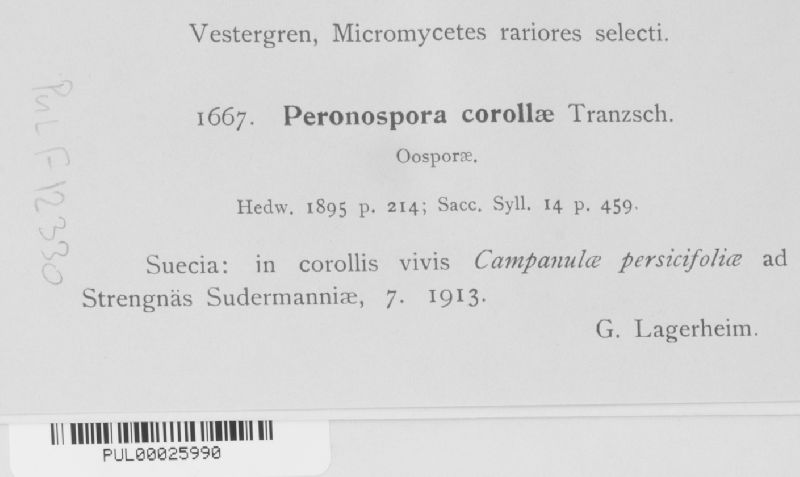 Vestergren, Micromycetes rariores selecti.
1667. Peronospora corollæ Tranzsch.
Oosporæ.
Hedw. 1895 p. 214; Sacc. Syll. 14 p. 459.
Suecia: in corollis vivis Campanulæ persicifoliæ ad
Strengnäs Sudermanniæ, 7. 1913.
G. Lagerheim.
PUL F 12330
PUL00025990